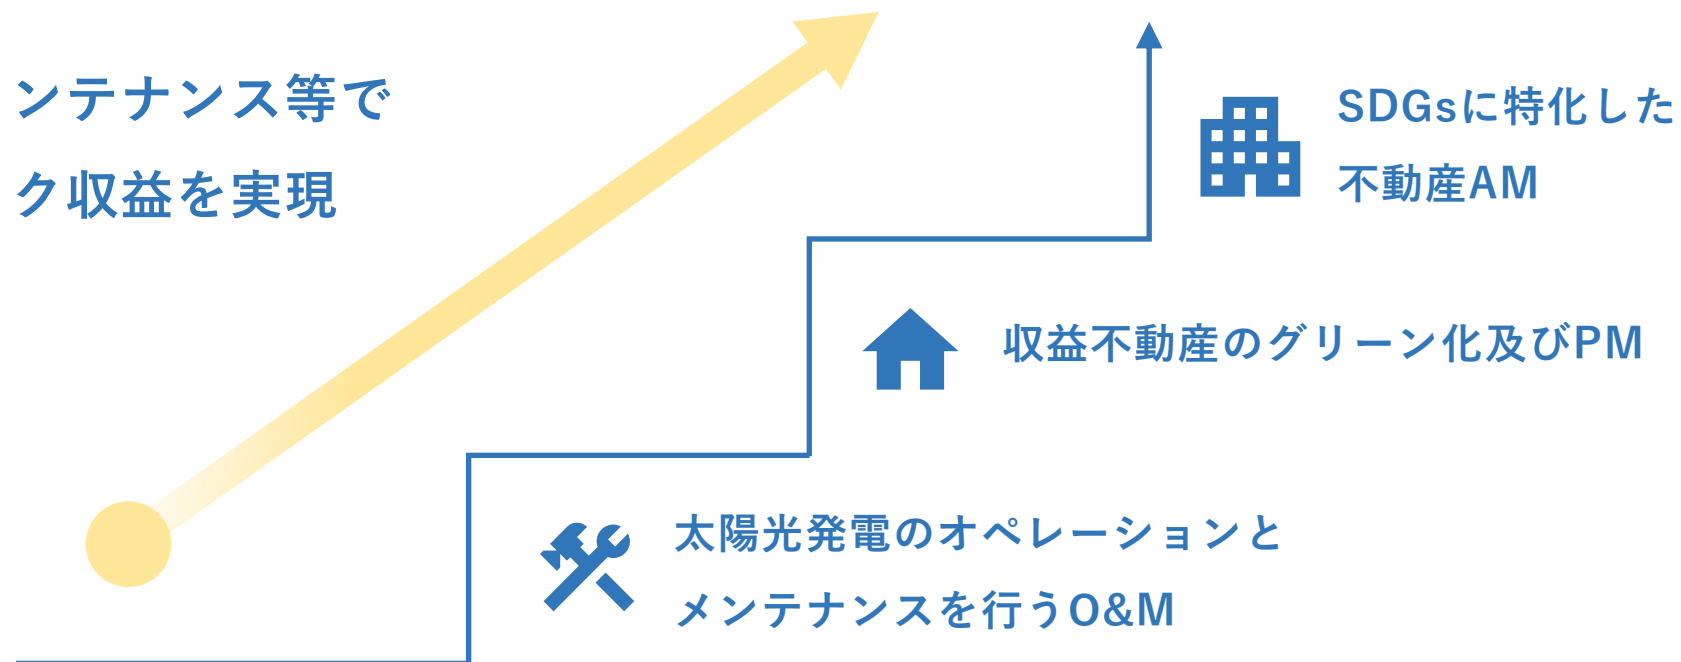 ンテナンス等で
ク収益を実現
SDGsに特化した
不動産AM
収益不動産のグリーン化及びPM
太陽光発電のオペレーションと
メンテナンスを行うO&M